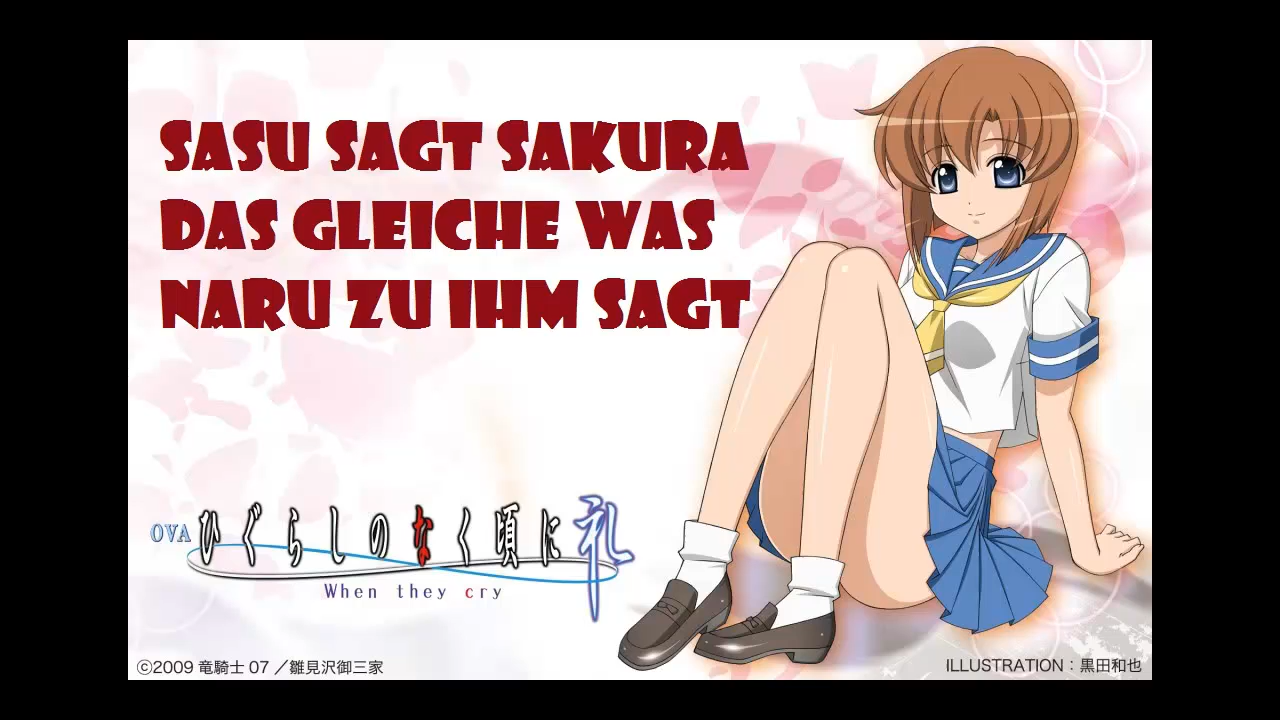 SASU SAGT SAKURA
DAS GLEICHE WAS
NARU ZU IHM SAGT
OVA ひぐらしのなく頃に礼
When they cry
©2009 竜騎士 07 ／雛見沢御三家
ILLUSTRATION：黒田和也